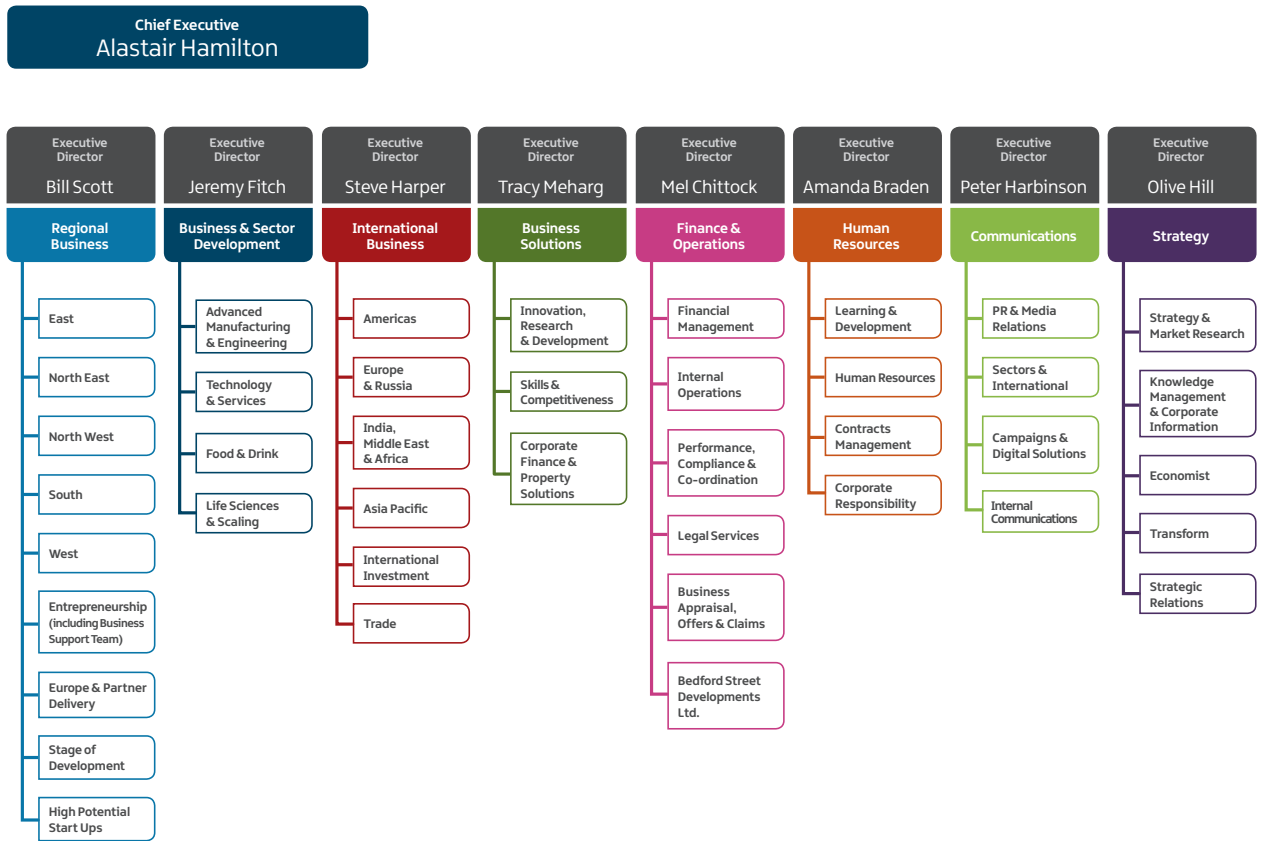 Chief Executive
Alastair Hamilton
Executive
Director
Bill Scott
Regional
Business
East
North East
North West
South
West
Entrepreneurship
(including Business
Support Team)
Europe & Partner
Delivery
Stage of
Development
High Potential
Start Ups
Executive
Director
Jeremy Fitch
Business & Sector
Development
Advanced
Manufacturing
& Engineering
Technology
& Services
Food & Drink
Life Sciences
& Scaling
Executive
Director
Steve Harper
International
Business
Americas
Europe
& Russia
India,
Middle East
& Africa
Asia Pacific
International
Investment
Trade
Executive
Director
Tracy Meharg
Business
Solutions
Innovation,
Research
& Development
Skills &
Competitiveness
Corporate
Finance &
Property
Solutions
Executive
Director
Mel Chittock
Finance &
Operations
Financial
Management
Internal
Operations
Performance,
Compliance &
Co-ordination
Legal Services
Business
Appraisal,
Offers & Claims
Bedford Street
Developments
Ltd.
Executive
Director
Amanda Braden
Human
Resources
Learning &
Development
Human Resources
Contracts
Management
Corporate
Responsibility
Executive
Director
Peter Harbinson
Communications
PR & Media
Relations
Sectors &
International
Campaigns &
Digital Solutions
Internal
Communications
Executive
Director
Olive Hill
Strategy
Strategy &
Market Research
Knowledge
Management
& Corporate
Information
Economist
Transform
Strategic
Relations